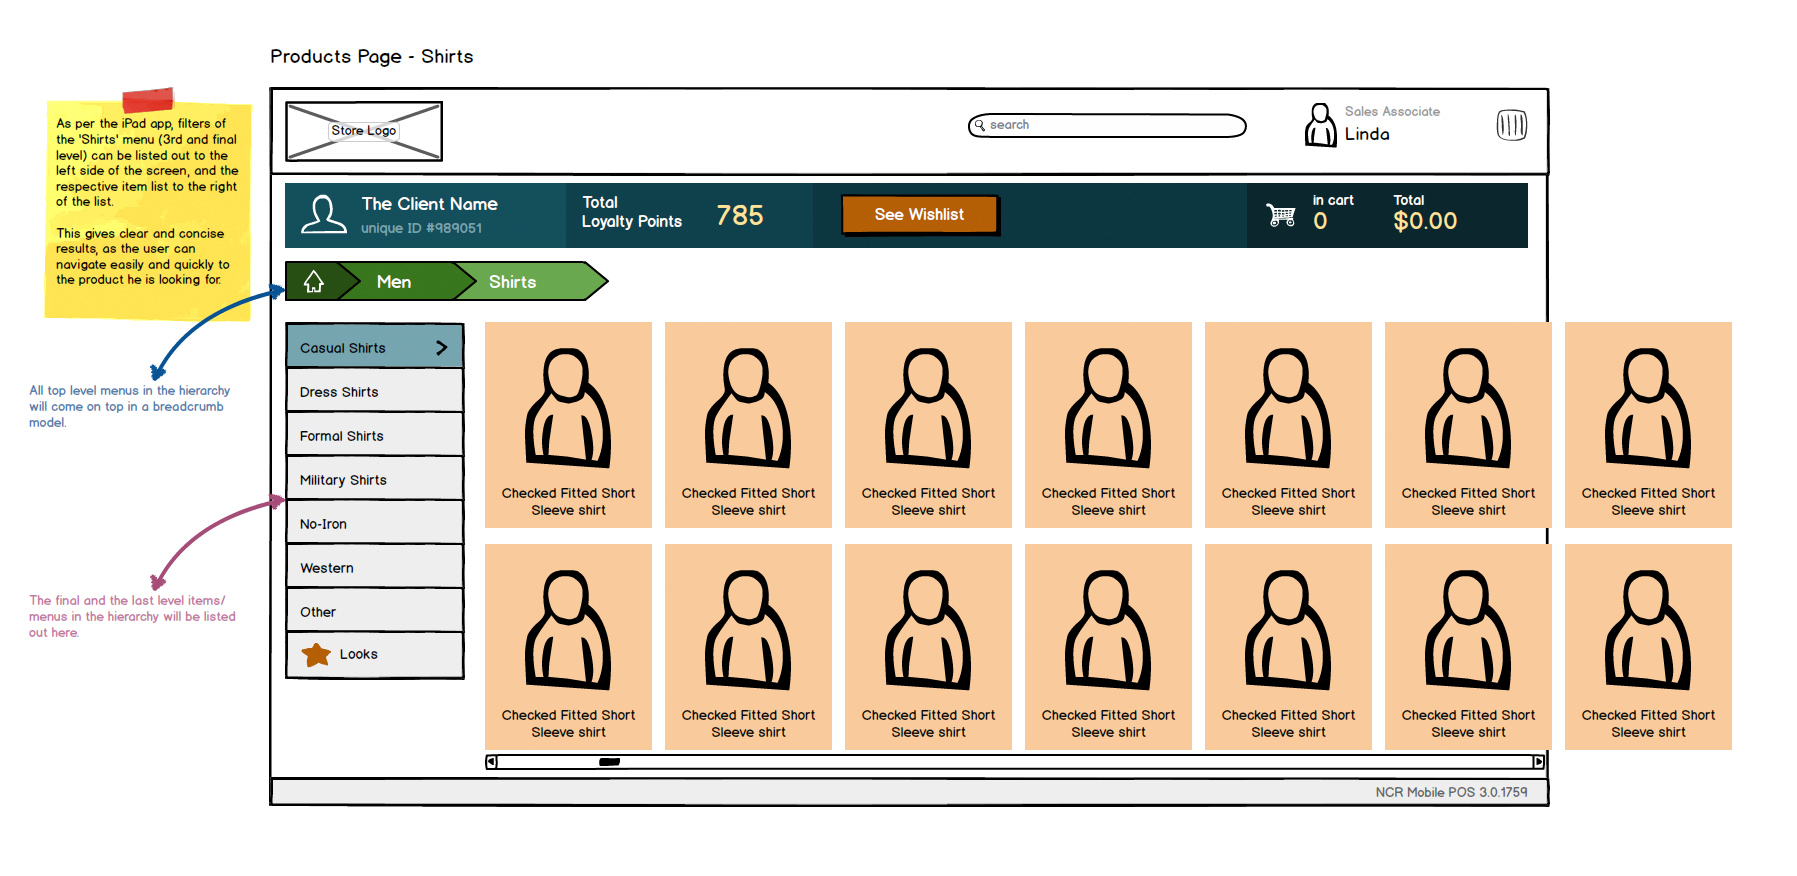 Products Page - Shirts
As per the iPad app, filters of
the 'Shirts' menu (3rd and final
level) can be listed out to the
left side of the screen, and the
respective item list to the right
of the list.
This gives clear and concise
results, as the user can
navigate easily and quickly to
the product he is looking for.
All top level menus in the hierarchy
will come on top in a breadcrumb
model.
The final and the last level items/
menus in the hierarchy will be listed
out here.
Store Logo
search
Sales Associate
Linda
The Client Name
unique ID #989051
Total
Loyalty Points
785
See Wishlist
in cart
0
Total
$0.00
Men
Shirts
Casual Shirts
Dress Shirts
Formal Shirts
Military Shirts
No-Iron
Western
Other
Looks
Checked Fitted Short
Sleeve shirt
Checked Fitted Short
Sleeve shirt
Checked Fitted Short
Sleeve shirt
Checked Fitted Short
Sleeve shirt
Checked Fitted Short
Sleeve shirt
Checked Fitted Short
Sleeve shirt
Checked Fitted Short
Sleeve shirt
Checked Fitted Short
Sleeve shirt
Checked Fitted Short
Sleeve shirt
Checked Fitted Short
Sleeve shirt
Checked Fitted Short
Sleeve shirt
Checked Fitted Short
Sleeve shirt
Checked Fitted Short
Sleeve shirt
Checked Fitted Short
Sleeve shirt
NCR Mobile POS 3.0.1759